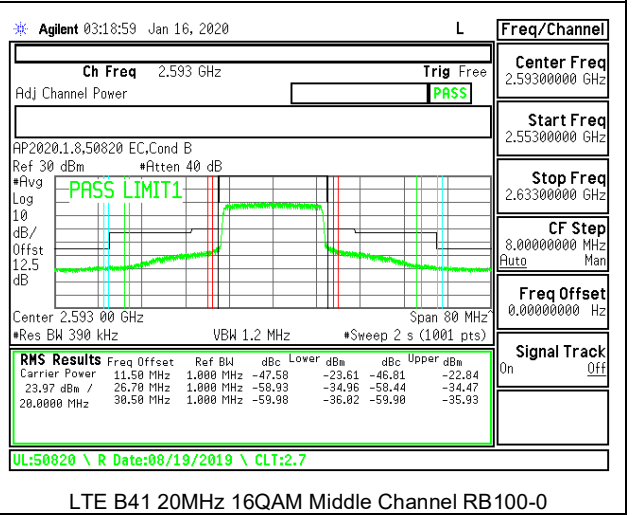 Agilent 03:18:59 Jan 16, 2020 L Freq/Channel
Ch Freq 2.593 GHz Trig Free
Adj Channel Power PASS
Center Freq
2.59300000 GHz
Start Freq
2.55300000 GHz
Stop Freq
2.63300000 GHz
CF Step
8.00000000 MHz
Auto Man
Freq Offset
0.00000000 Hz
Signal Track
On Off
AP2020.1.8,50820 EC,Cond B
Ref 30 dBm #Atten 40 dB
#Avg
Log
10
dB/
Offst
12.5
dB
PASS LIMIT1
Center 2.593 00 GHz Span 80 MHz^
#Res BW 390 kHz VBW 1.2 MHz #Sweep 2 s (1001 pts)
RMS Results Freq Offset Ref BW dBc Lower dBm dBc Upper dBm
Carrier Power 11.50 MHz 1.000 MHz -47.58 -23.61 -46.81 -22.84
23.97 dBm / 26.70 MHz 1.000 MHz -58.93 -34.96 -58.44 -34.47
20.0000 MHz 30.50 MHz 1.000 MHz -59.98 -36.02 -59.90 -35.93
UL:50820 \ R Date:08/19/2019 \ CLT:2.7
LTE B41 20MHz 16QAM Middle Channel RB100-0